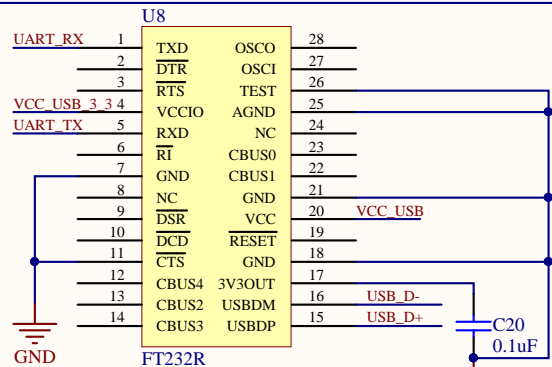 U8
UART_RX 1 TXD OSCO 28
2 DTR OSCI 27
3 RTS TEST 26
VCC_USB_3_3 4 VCCIO AGND 25
UART_TX 5 RXD NC 24
6 RI CBUS0 23
7 GND CBUS1 22
8 NC GND 21
9 DSR VCC 20 VCC_USB
10 DCD RESET 19
11 CTS GND 18
12 CBUS4 3V3OUT 17
13 CBUS2 USBDM 16 USB_D-
14 CBUS3 USBDP 15 USB_D+
C20
0.1uF
GND
FT232R